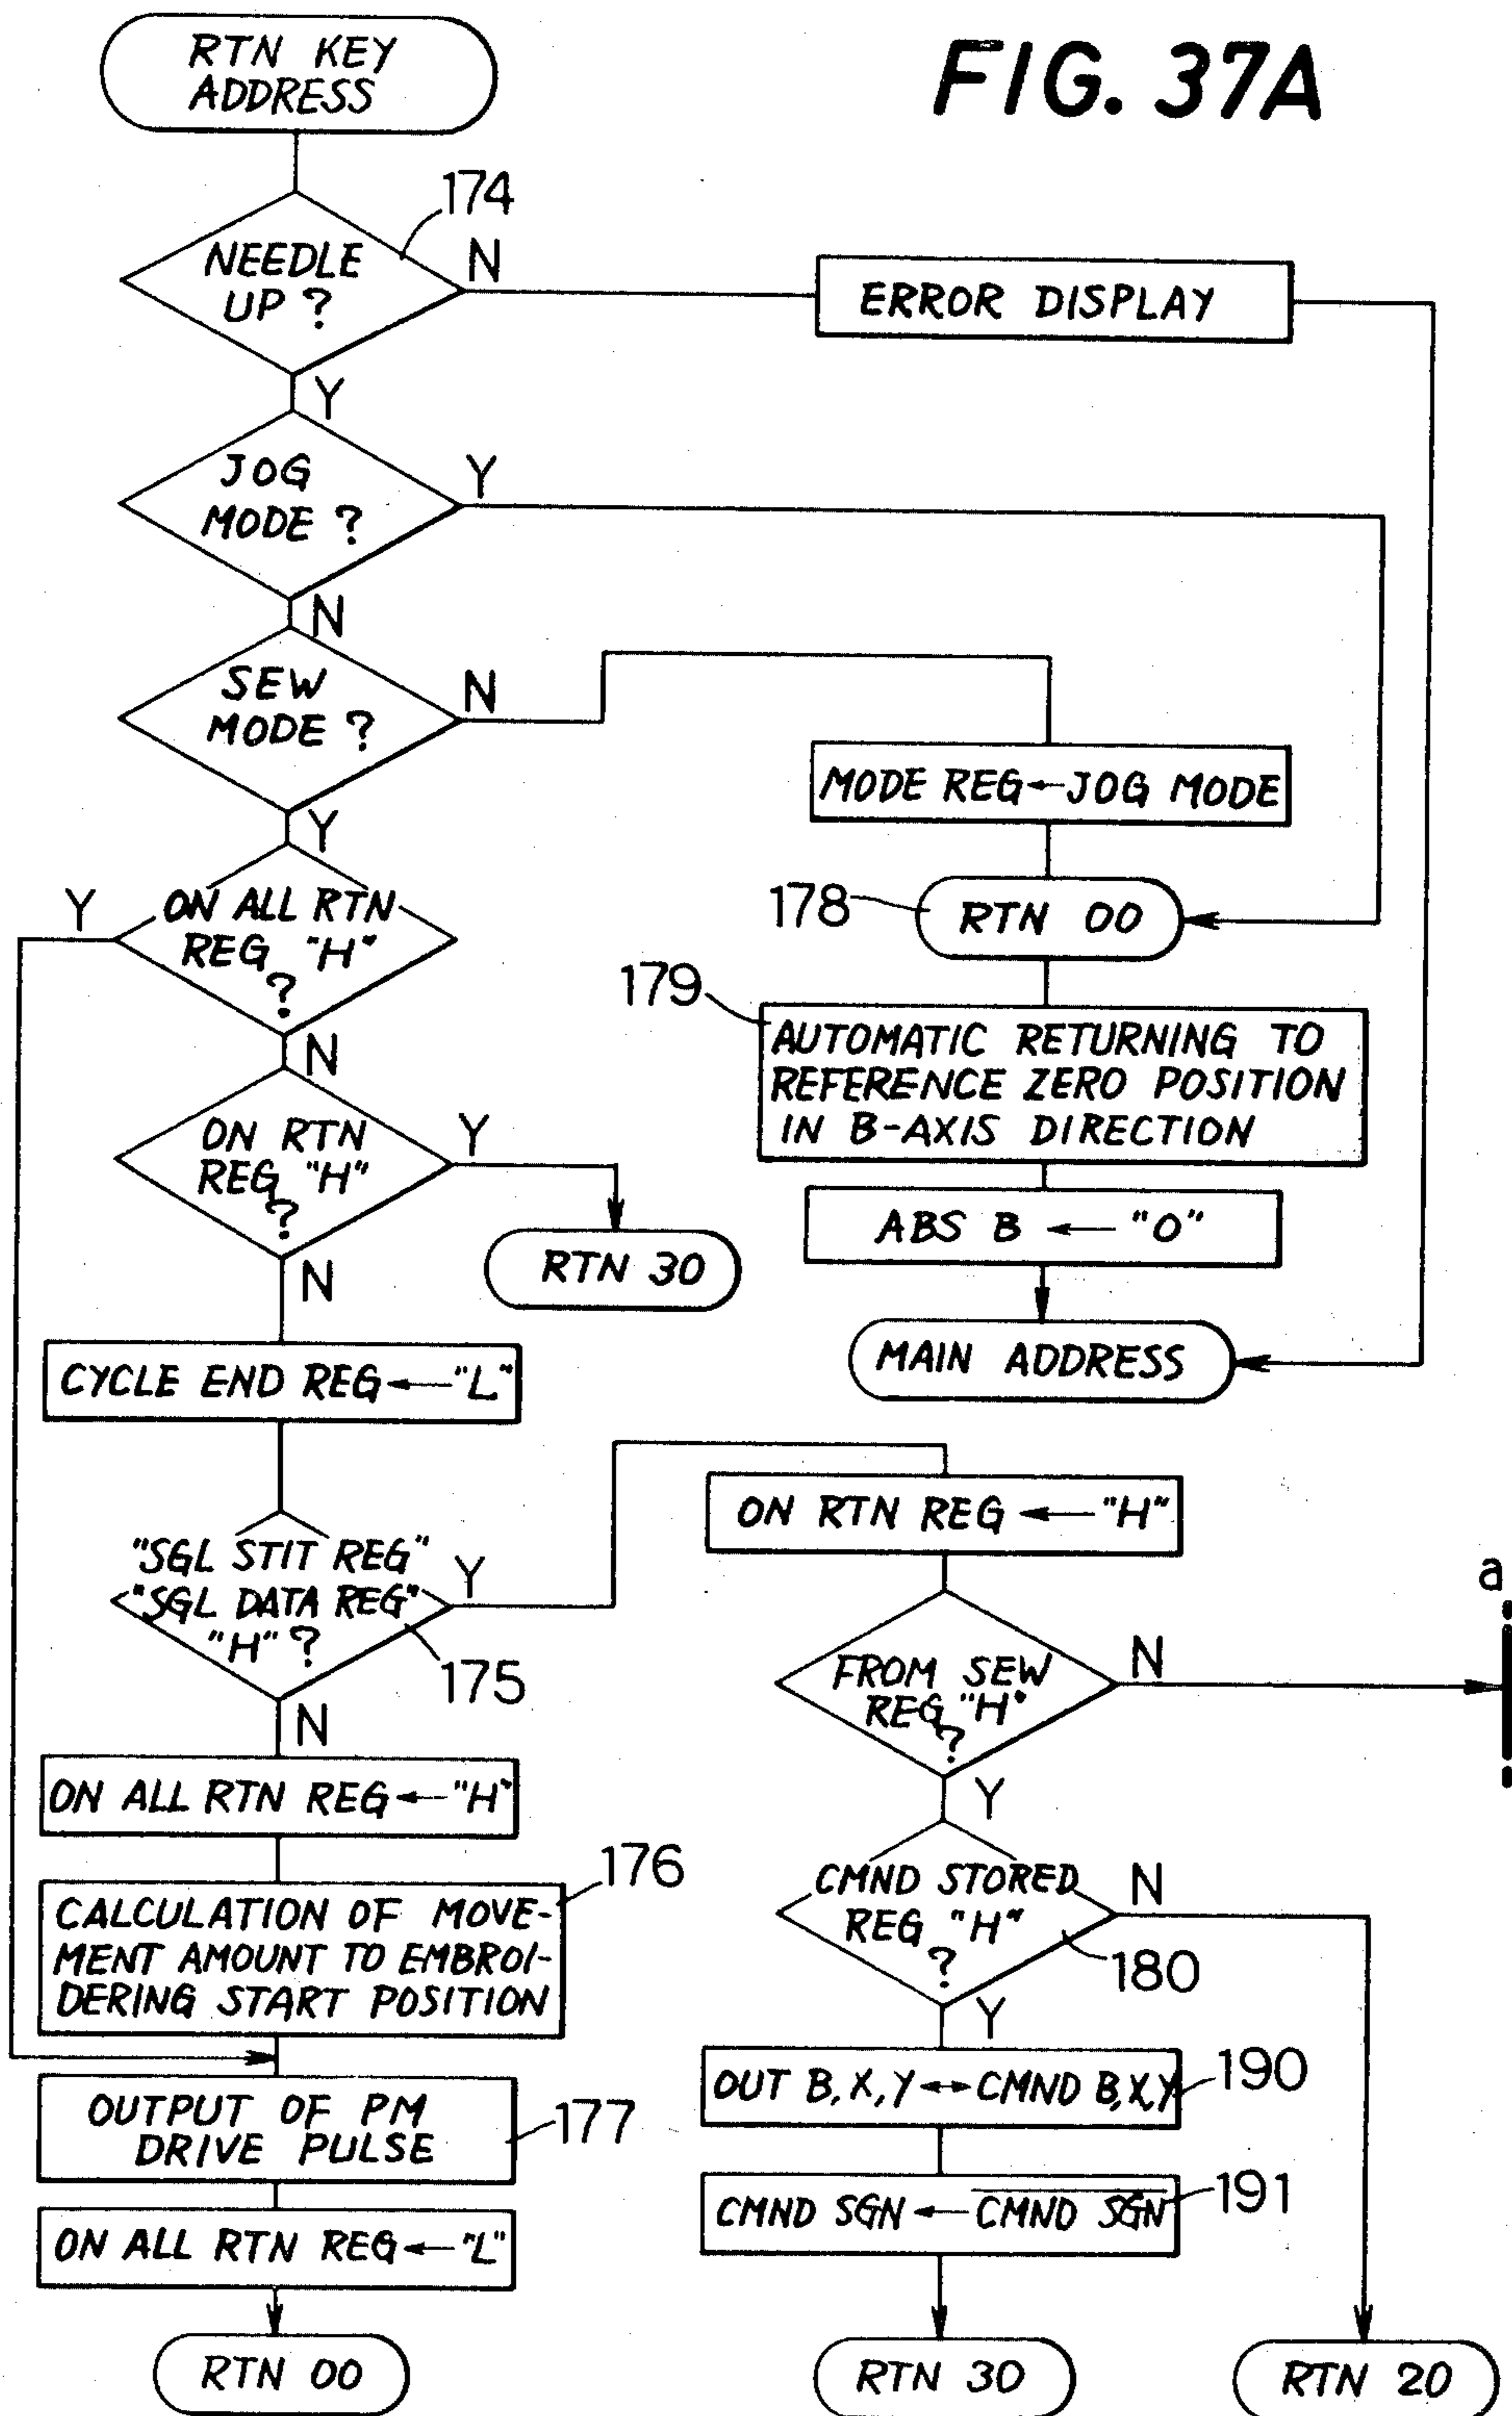 FIG. 37A
RTN KEY
ADDRESS
174
NEEDLE
UP ?
N
ERROR DISPLAY
Y
JOG
MODE ?
Y
N
SEW
MODE ?
N
MODE REG←JOG MODE
Y
178
RTN 00
Y
ON ALL RTN
REG "H"
?
N
179
AUTOMATIC RETURNING TO
REFERENCE ZERO POSITION
IN B-AXIS DIRECTION
ON RTN
REG "H"
?
Y
ABS B ← "0"
RTN 30
N
MAIN ADDRESS
CYCLE END REG←"L"
"SGL STIT REG"
"SGL DATA REG"
"H" ?
Y
175
ON RTN REG ← "H"
a
FROM SEW
REG "H"
?
N
N
Y
ON ALL RTN REG←"H"
176
CALCULATION OF MOVE-
MENT AMOUNT TO EMBROI-
DERING START POSITION
CMND STORED
REG "H"
?
N
180
Y
OUTPUT OF PM
DRIVE PULSE
177
OUT B,X,Y↔CMND B,X,Y
190
ON ALL RTN REG←"L"
CMND SGN←C̅M̅N̅D̅ S̅G̅N̅
191
RTN 00
RTN 30
RTN 20